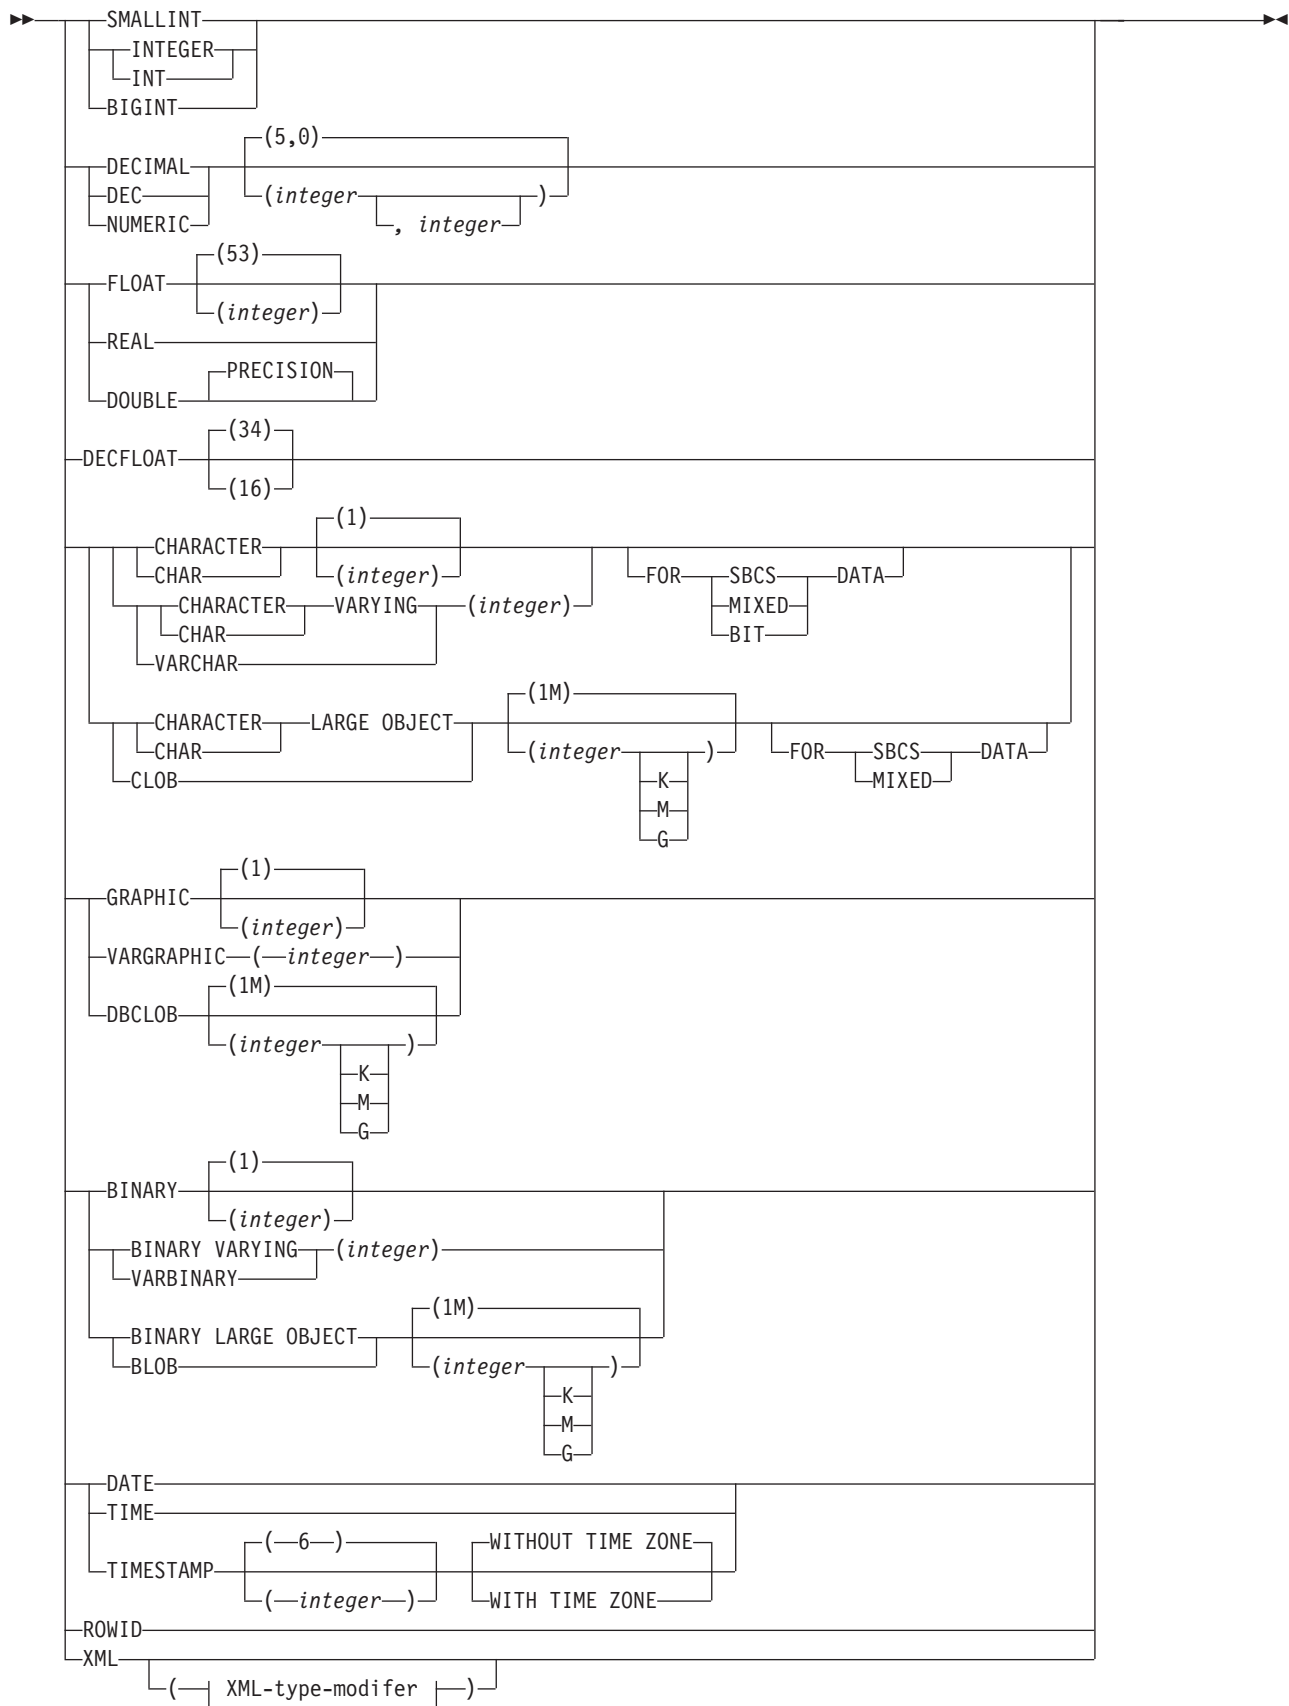 SMALLINT
INTEGER
INT
BIGINT
(5,0)
DECIMAL
DEC (integer )
NUMERIC , integer
(53)
FLOAT
(integer)
REAL
PRECISION
DOUBLE
(34)
DECFLOAT
(16)
(1)
CHARACTER
CHAR (integer) FOR SBCS DATA
CHARACTER VARYING (integer) MIXED
CHAR BIT
VARCHAR
(1M)
CHARACTER LARGE OBJECT
CHAR (integer ) FOR SBCS DATA
CLOB K MIXED
M
G
(1)
GRAPHIC
(integer)
VARGRAPHIC ( integer )
(1M)
DBCLOB
(integer )
K
M
G
(1)
BINARY
(integer)
BINARY VARYING (integer)
VARBINARY
(1M)
BINARY LARGE OBJECT
BLOB (integer )
K
M
G
DATE
TIME
( 6 ) WITHOUT TIME ZONE
TIMESTAMP
( integer ) WITH TIME ZONE
ROWID
XML
( XML-type-modifer )